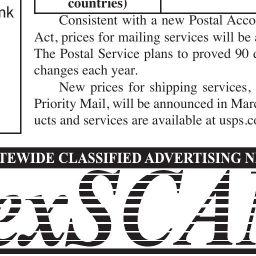 nk
countries)
Consistent with a new Postal Acco
Act, prices for mailing services will be a
The Postal Service plans to proved 90 d
changes each year.
New prices for shipping services,
Priority Mail, will be announced in Marc
ucts and services are available at usps.co
TEWIDE CLASSIFIED ADVERTISING N
exSCA